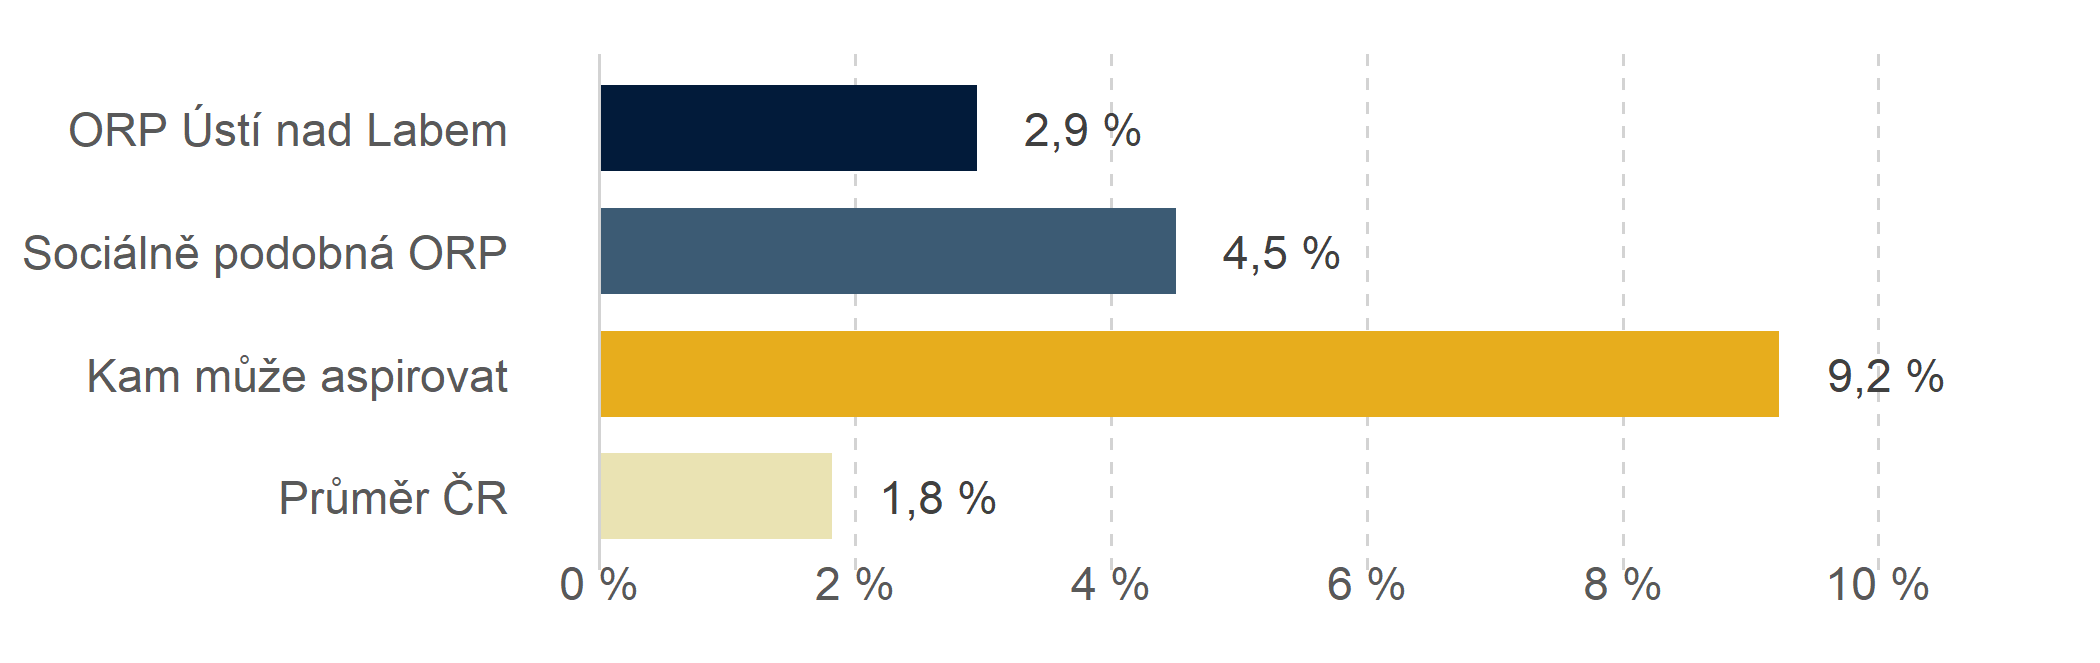 ORP Ústí nad Labem
2,9 %
Sociálně podobná ORP
4,5 %
Kam může aspirovat
9,2 %
Průměr ČR
1,8 %
0 % 2 % 4 % 6 % 8 % 10 %